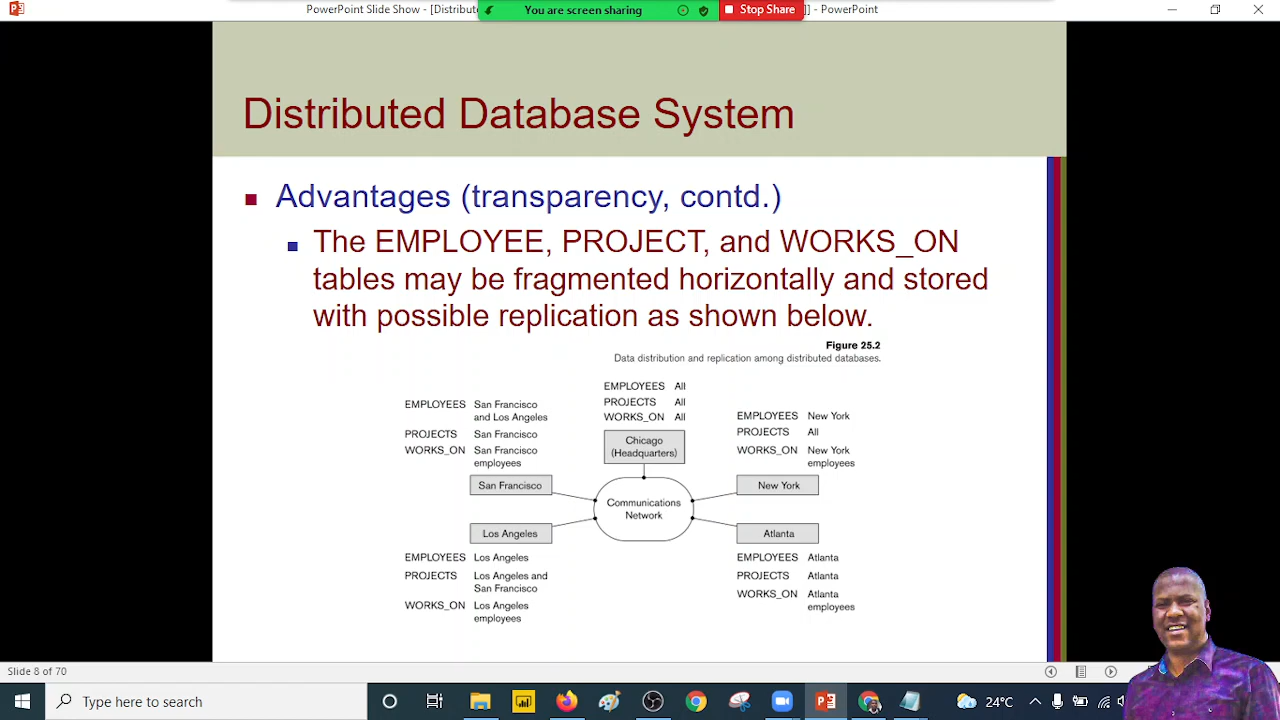 PowerPoint Slide Show - [Distribut
You are screen sharing
Stop Share
]] - PowerPoint
Distributed Database System
Advantages (transparency, contd.)
The EMPLOYEE, PROJECT, and WORKS_ON
tables may be fragmented horizontally and stored
with possible replication as shown below.
Figure 25.2
Data distribution and replication among distributed databases.
EMPLOYEES San Francisco
and Los Angeles
PROJECTS San Francisco
WORKS_ON San Francisco
employees
San Francisco
EMPLOYEES All
PROJECTS All
WORKS_ON All
Chicago
(Headquarters)
EMPLOYEES New York
PROJECTS All
WORKS_ON New York
employees
New York
Communications
Network
Los Angeles
EMPLOYEES Los Angeles
PROJECTS Los Angeles and
San Francisco
WORKS_ON Los Angeles
employees
Atlanta
EMPLOYEES Atlanta
PROJECTS Atlanta
WORKS_ON Atlanta
employees
Slide 8 of 70
Type here to search
24°C